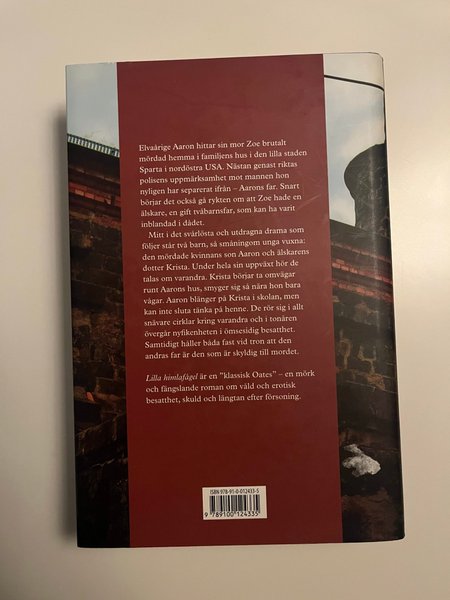 Elvaårige Aaron hittar sin mor Zoe brutalt
mördad hemma i familjens hus i den lilla staden
Sparta i nordöstra USA. Nästan genast riktas
polisens uppmärksamhet mot mannen hon
nyligen har separerat ifrån – Aarons far. Snart
börjar det också gå rykten om att Zoe hade en
älskare, en gift tvåbarnsfar, som kan ha varit
inblandad i dådet.
Mitt i det svårlösta och utdragna drama som
följer står två barn, så småningom unga vuxna:
den mördade kvinnans son Aaron och älskarens
dotter Krista. Under hela sin uppväxt hör de
talas om varandra. Krista börjar ta omvägar
runt Aarons hus, smyger sig så nära hon bara
vågar. Aaron blänger på Krista i skolan, men
kan inte sluta tänka på henne. De rör sig i allt
snävare cirklar kring varandra och i tonåren
övergår nyfikenheten i ömsesidig besatthet.
Samtidigt håller båda fast vid tron att den
andras far är den som är skyldig till mordet.
Lilla himlafågel är en ”klassisk Oates” – en mörk
och fängslande roman om våld och erotisk
besatthet, skuld och längtan efter försoning.
ISBN 978-91-0-012433-5
9 789100 124335